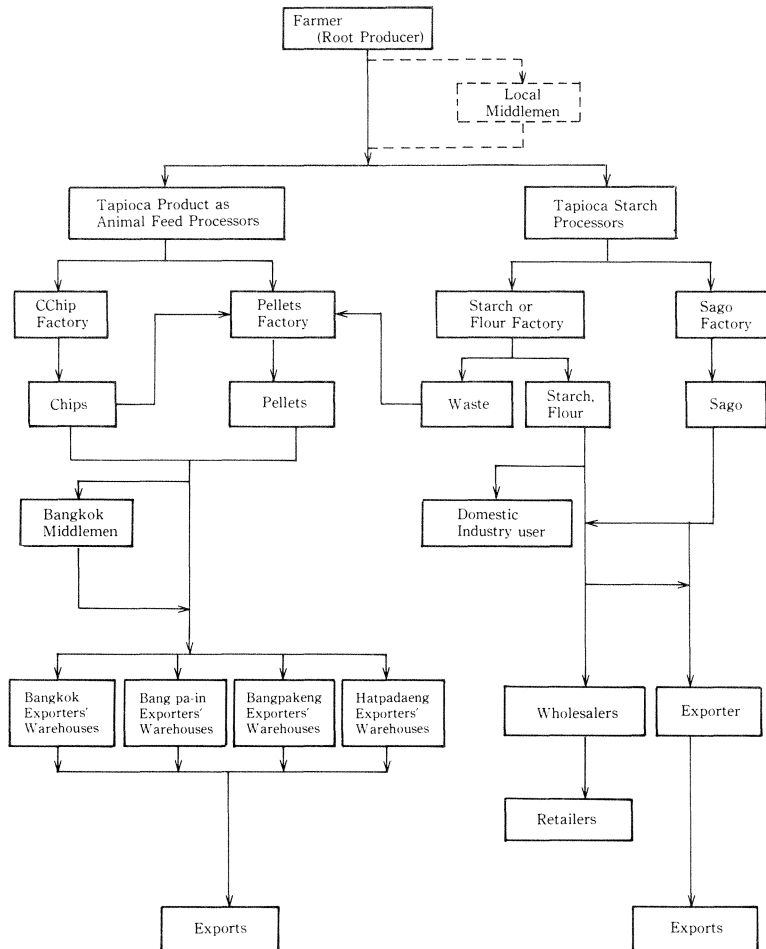 Farmer
(Root Producer)
Local
Middlemen
Tapioca Product as
Animal Feed Processors
Tapioca Starch
Processors
CChip
Factory
Pellets
Factory
Starch or
Flour Factory
Sago
Factory
Chips
Pellets
Waste
Starch,
Flour
Sago
Bangkok
Middlemen
Domestic
Industry user
Bangkok
Exporters'
Warehouses
Bang pa-in
Exporters'
Warehouses
Bangpakeng
Exporters'
Warehouses
Hatpadaeng
Exporters'
Warehouses
Wholesalers
Exporter
Retailers
Exports
Exports